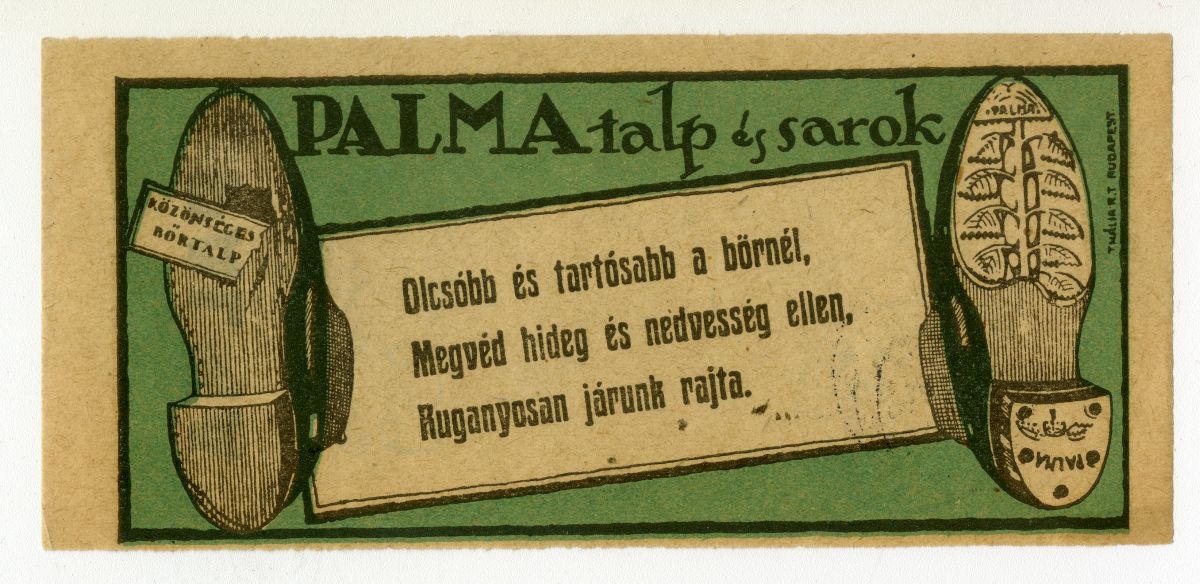 PALMA talp és sarok
KÖZÖNSÉGES
BŐRTALP
Olcsóbb és tartósabb a bőrnél,
Megvéd hideg és nedvesség ellen,
Ruganyosan járunk rajta.
.PALMA.
PALMA
THÁLIA R.T BUDAPEST.